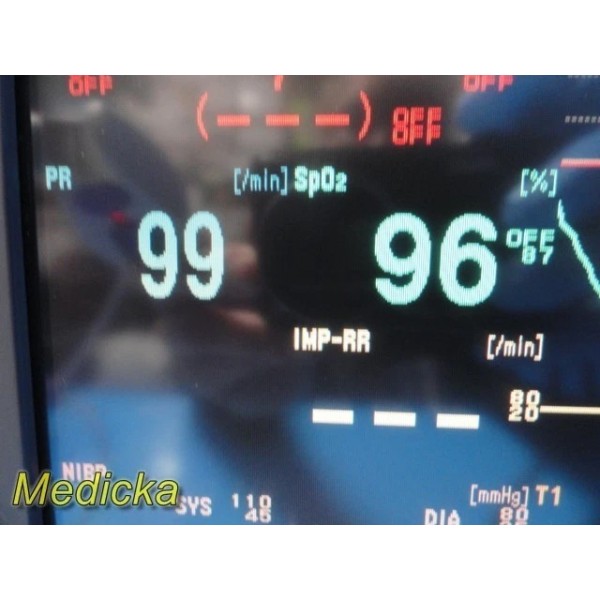 OFF OFF
( — — — ) OFF
OFF
PR [/min] SpO2 [%]
99 96 OFF
87
IMP-RR [/min]
— — — 80
20
NIBP
Medicka
SYS 110 [mmHg] T1
45 DIA 80